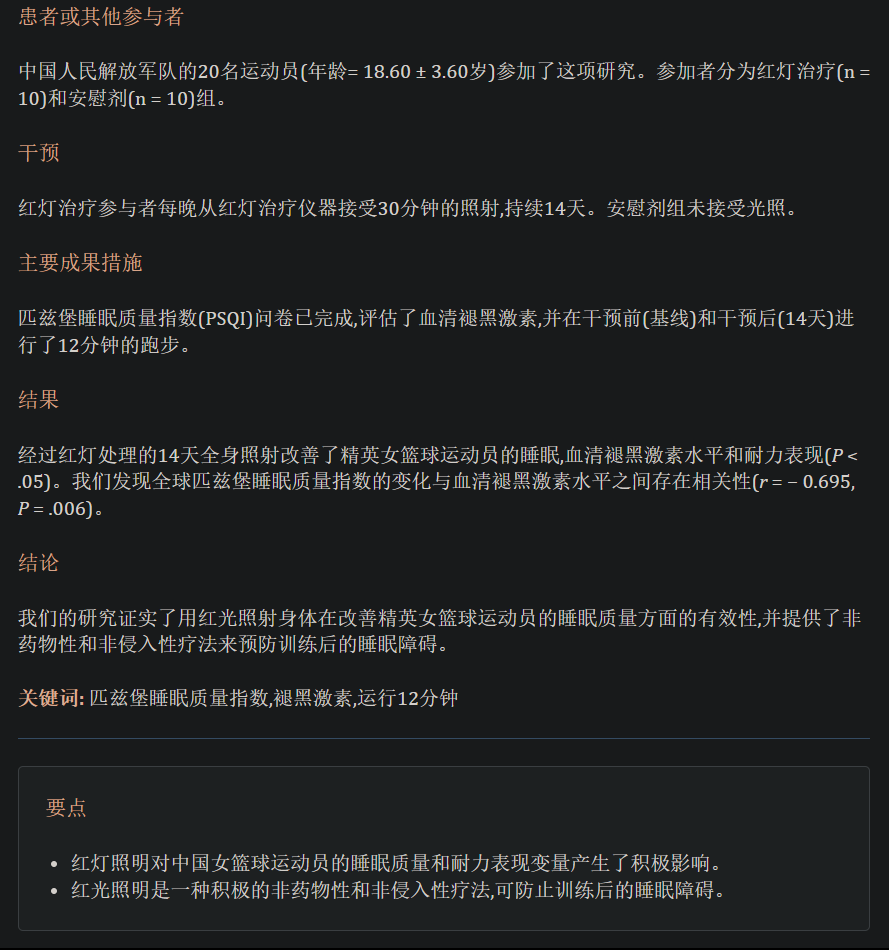 患者或其他参与者
中国人民解放军队的20名运动员(年龄= 18.60 ± 3.60岁)参加了这项研究。参加者分为红灯治疗(n =
10)和安慰剂(n = 10)组。
干预
红灯治疗参与者每晚从红灯治疗仪器接受30分钟的照射,持续14天。安慰剂组未接受光照。
主要成果措施
匹兹堡睡眠质量指数(PSQI)问卷已完成,评估了血清褪黑激素,并在干预前(基线)和干预后(14天)进
行了12分钟的跑步。
结果
经过红灯处理的14天全身照射改善了精英女篮球运动员的睡眠,血清褪黑激素水平和耐力表现(P <
.05)。我们发现全球匹兹堡睡眠质量指数的变化与血清褪黑激素水平之间存在相关性(r = − 0.695,
P = .006)。
结论
我们的研究证实了用红光照射身体在改善精英女篮球运动员的睡眠质量方面的有效性,并提供了非
药物性和非侵入性疗法来预防训练后的睡眠障碍。
关键词: 匹兹堡睡眠质量指数,褪黑激素,运行12分钟
要点
• 红灯照明对中国女篮球运动员的睡眠质量和耐力表现变量产生了积极影响。
• 红光照明是一种积极的非药物性和非侵入性疗法,可防止训练后的睡眠障碍。